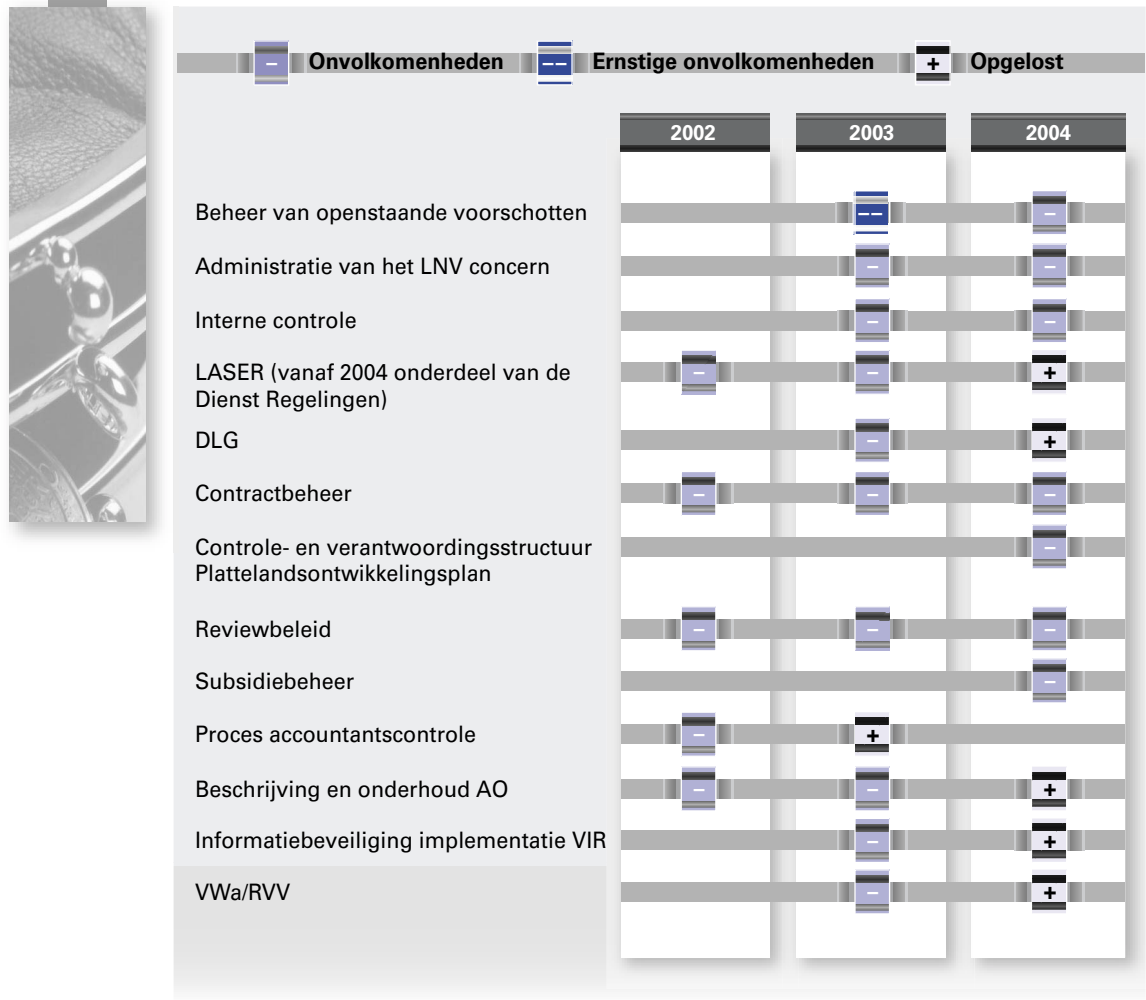 – Onvolkomenheden –– Ernstige onvolkomenheden + Opgelost
2002 2003 2004
Beheer van openstaande voorschotten –– –
Administratie van het LNV concern – –
Interne controle – –
LASER (vanaf 2004 onderdeel van de – – +
Dienst Regelingen)
DLG – +
Contractbeheer – – –
Controle- en verantwoordingsstructuur –
Plattelandsontwikkelingsplan
Reviewbeleid – – –
Subsidiebeheer –
Proces accountantscontrole – +
Beschrijving en onderhoud AO – – +
Informatiebeveiliging implementatie VIR – +
VWa/RVV – +